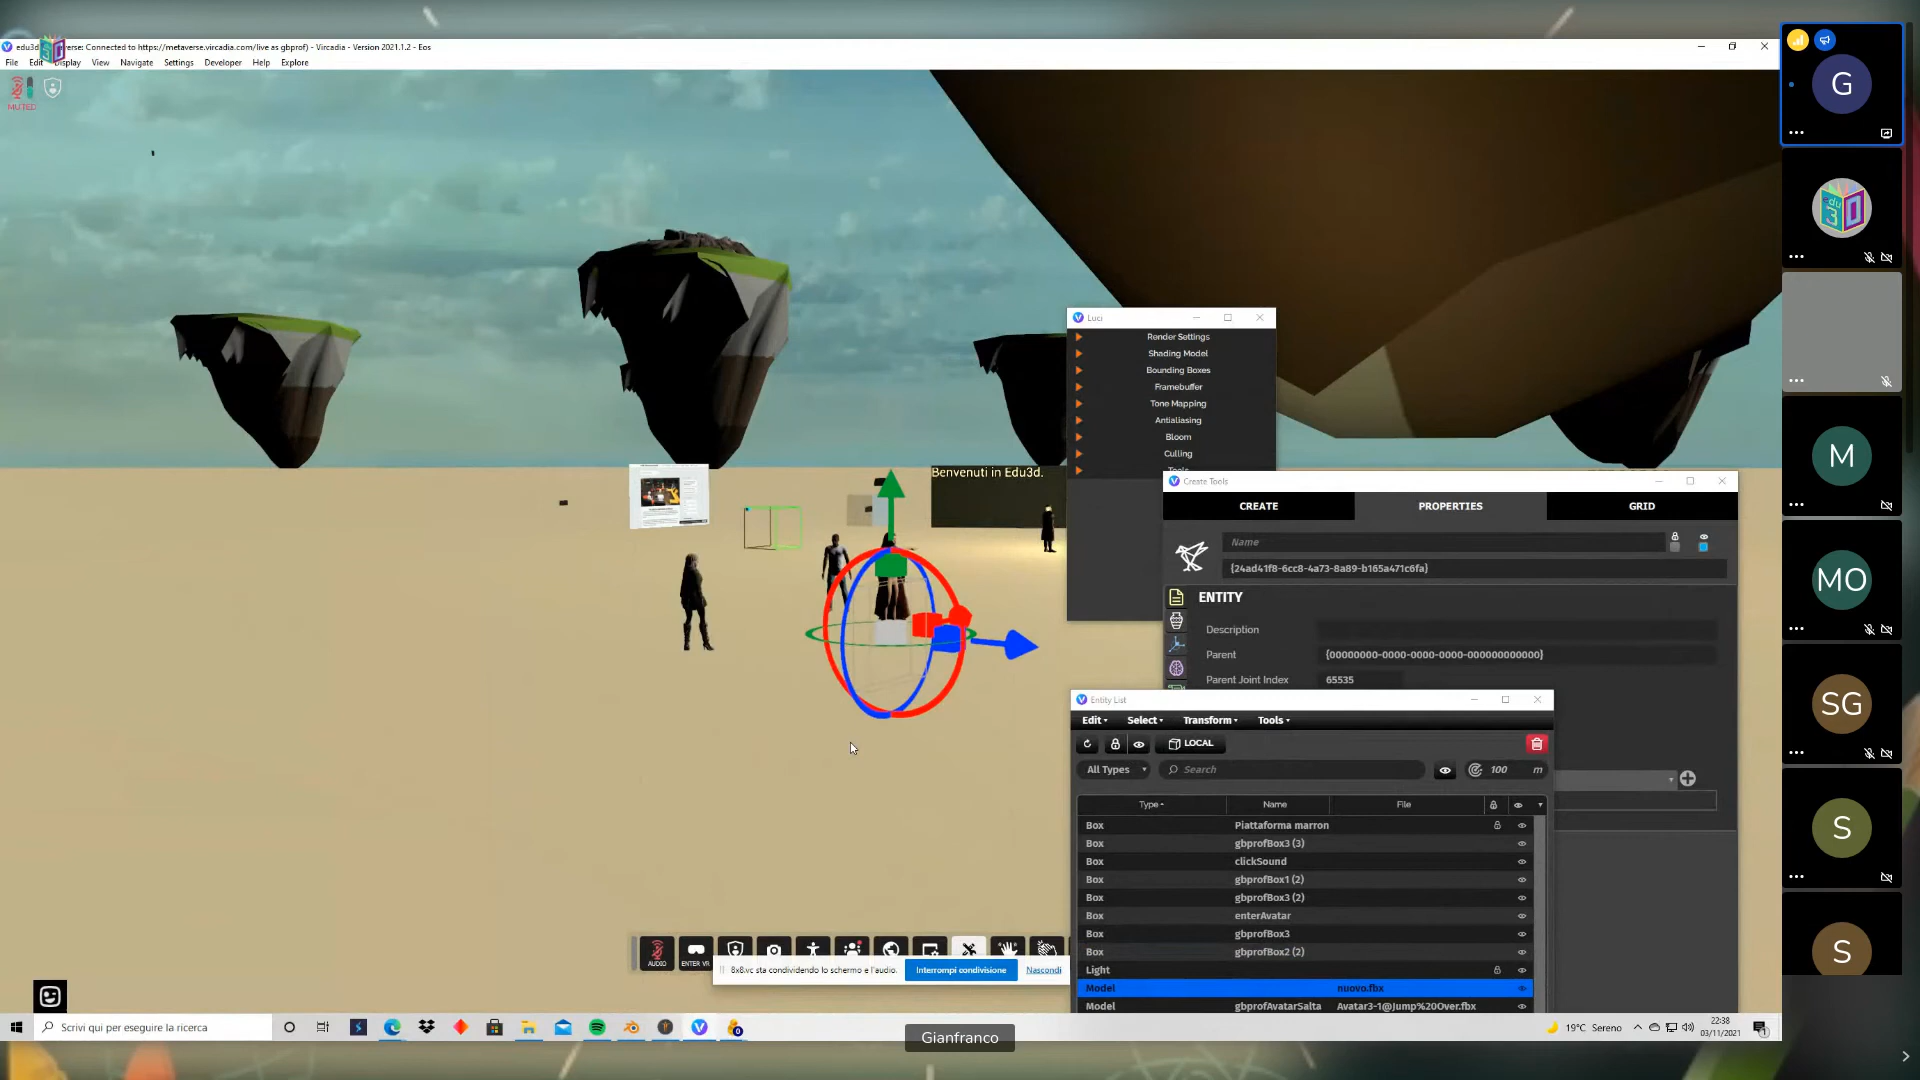 edu3d
erse: Connected to https://metaverse.vircadia.com/live as gbprof) - Vircadia - Version 2021.1.2 - Eos
File Edit Display View Navigate Settings Developer Help Explore
MUTED
Benvenuti in Edu3d.
Luci
Render Settings
Shading Model
Bounding Boxes
Framebuffer
Tone Mapping
Antialiasing
Bloom
Culling
Tools
Create Tools
CREATE PROPERTIES GRID
Name
{24ad41f8-6cc8-4a73-8a89-b165a471c6fa}
ENTITY
Description
Parent {00000000-0000-0000-0000-000000000000}
Parent Joint Index 65535
Entity List
Edit Select Transform Tools
LOCAL
All Types Search 100 m
Type Name File
Box Piattaforma marron
Box gbprofBox3 (3)
Box clickSound
Box gbprofBox1 (2)
Box gbprofBox3 (2)
Box enterAvatar
Box gbprofBox3
Box gbprofBox2 (2)
Light
Model nuovo.fbx
Model gbprofAvatarSalta Avatar3-1@Jump%20Over.fbx
AUDIO ENTER VR
8x8.vc sta condividendo lo schermo e l'audio. Interrompi condivisione Nascondi
Scrivi qui per eseguire la ricerca
19°C Sereno
22:38
03/11/2021
Gianfranco
G
edu
3D
M
MO
SG
S
S